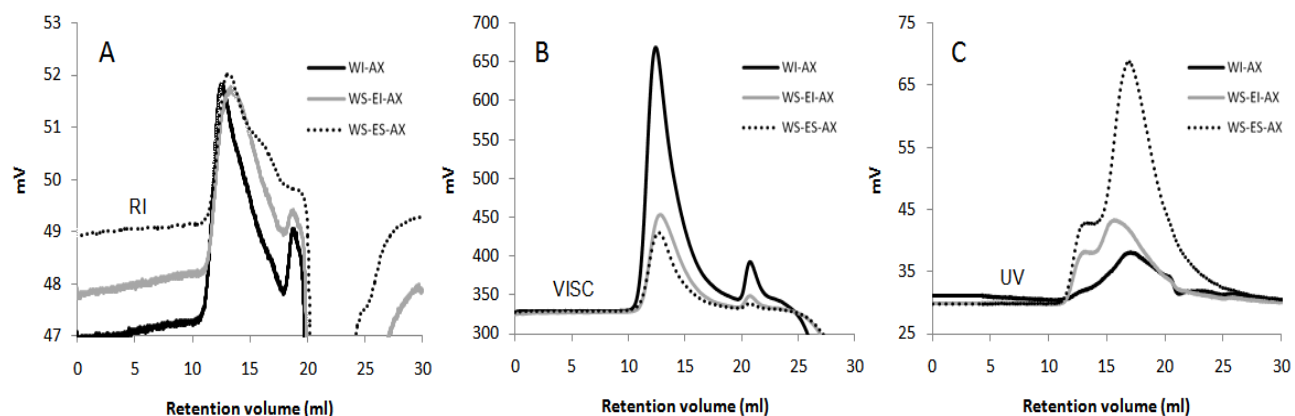 A
53
52
51
50
49
48
47
mV
WI-AX
WS-EI-AX
WS-ES-AX
RI
0 5 10 15 20 25 30
Retention volume (ml)
B
700
650
600
550
500
450
400
350
300
mV
WI-AX
WS-EI-AX
WS-ES-AX
VISC
0 5 10 15 20 25 30
Retention volume (ml)
C
75
65
55
45
35
25
mV
WI-AX
WS-EI-AX
WS-ES-AX
UV
0 5 10 15 20 25 30
Retention volume (ml)